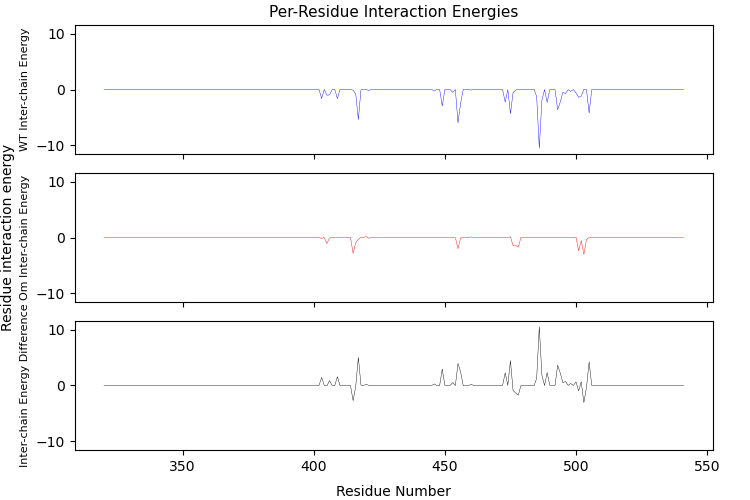 Per-Residue Interaction Energies
WT Inter-chain Energy
10
0
−10
Residue interaction energy
Om Inter-chain Energy
10
0
−10
Inter-chain Energy Difference
10
0
−10
350
400
450
500
550
Residue Number